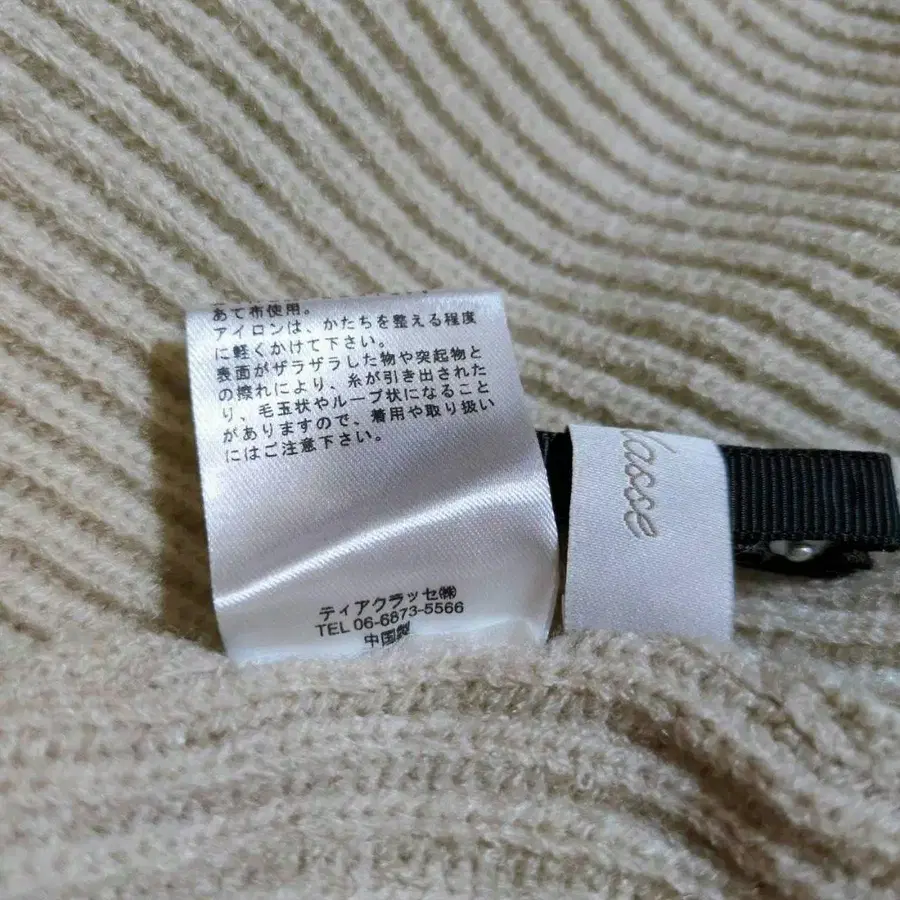 あて布使用。
アイロンは、かたちを整える程度
に軽くかけて下さい。
表面がザラザラした物や突起物と
の擦れにより、糸が引き出された
り、毛玉状やループ状になること
がありますので、着用や取り扱い
にはご注意下さい。
ティアクラッセ㈱
TEL 06-6873-5566
中国製
lasse